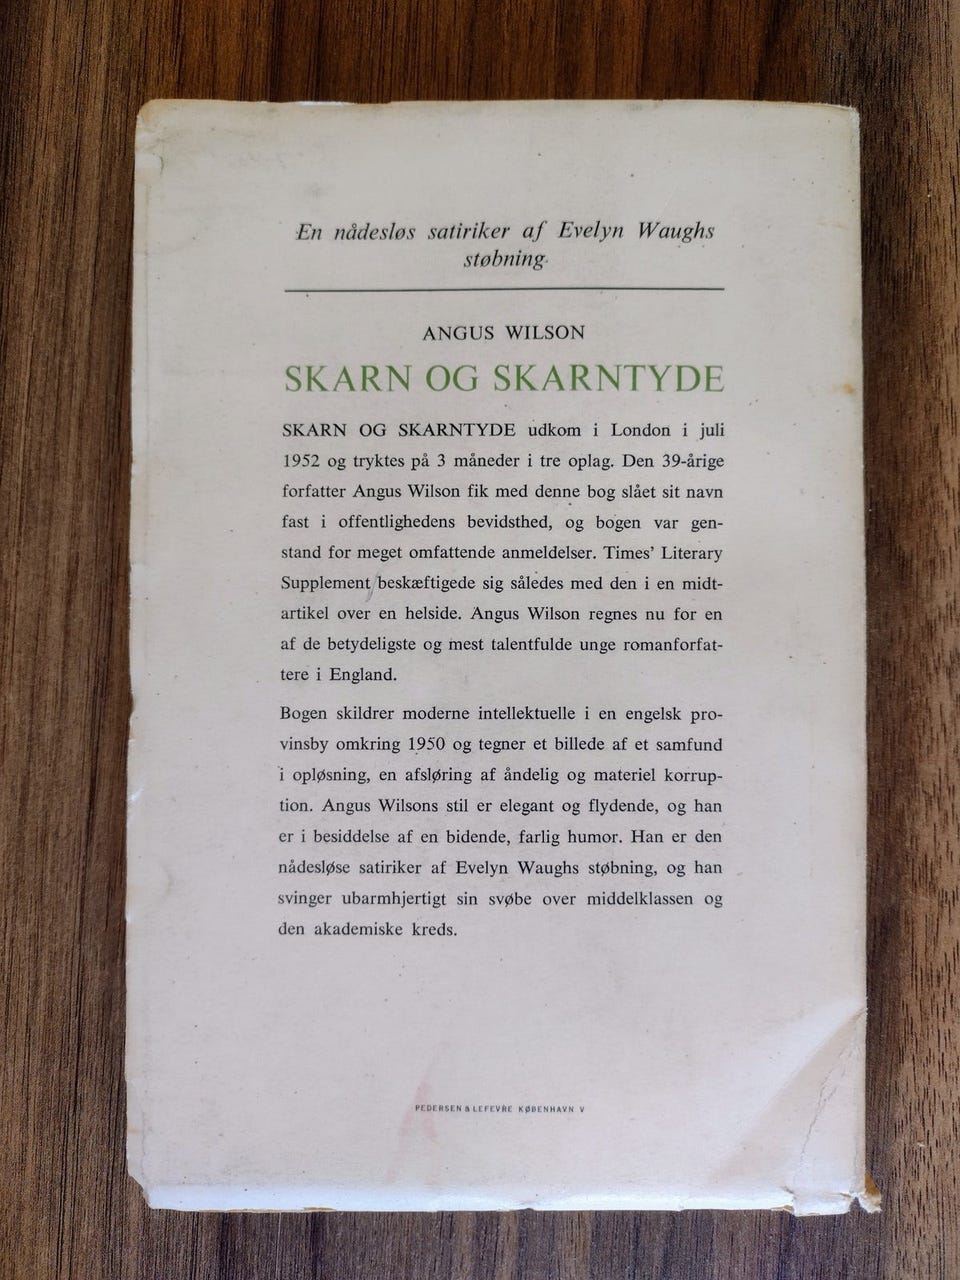 En nådesløs satiriker af Evelyn Waughs
støbning.
ANGUS WILSON
SKARN OG SKARNTYDE
SKARN OG SKARNTYDE udkom i London i juli
1952 og tryktes på 3 måneder i tre oplag. Den 39-årige
forfatter Angus Wilson fik med denne bog slået sit navn
fast i offentlighedens bevidsthed, og bogen var gen-
stand for meget omfattende anmeldelser. Times' Literary
Supplement beskæftigede sig således med den i en midt-
artikel over en helside. Angus Wilson regnes nu for en
af de betydeligste og mest talentfulde unge romanforfat-
tere i England.
Bogen skildrer moderne intellektuelle i en engelsk pro-
vinsby omkring 1950 og tegner et billede af et samfund
i opløsning, en afsløring af åndelig og materiel korrup-
tion. Angus Wilsons stil er elegant og flydende, og han
er i besiddelse af en bidende, farlig humor. Han er den
nådesløse satiriker af Evelyn Waughs støbning, og han
svinger ubarmhjertigt sin svøbe over middelklassen og
den akademiske kreds.
PEDERSEN & LEFEVRE KØBENHAVN V